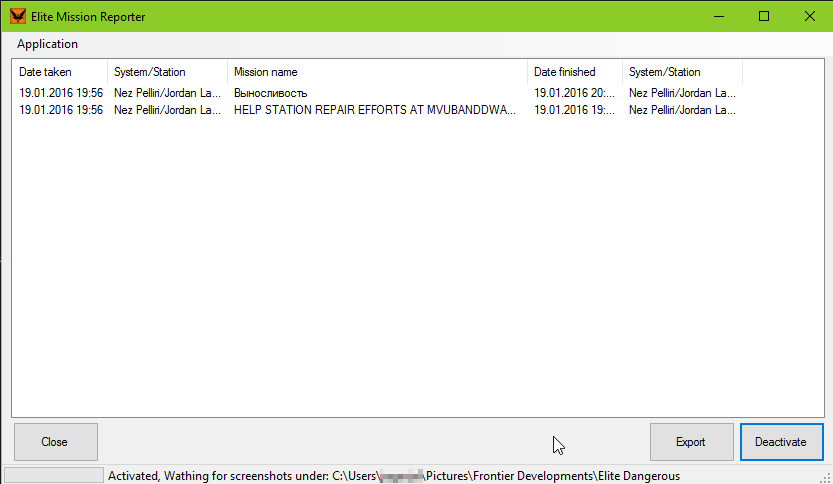 Elite Mission Reporter
Application
Date taken System/Station Mission name Date finished System/Station
19.01.2016 19:56 Nez Pelliri/Jordan La... Выносливость 19.01.2016 20:... Nez Pelliri/Jordan La...
19.01.2016 19:56 Nez Pelliri/Jordan La... HELP STATION REPAIR EFFORTS AT MVUBANDDWA... 19.01.2016 19:... Nez Pelliri/Jordan La...
Close Export Deactivate
Activated, Wathing for screenshots under: C:\Users\ \Pictures\Frontier Developments\Elite Dangerous